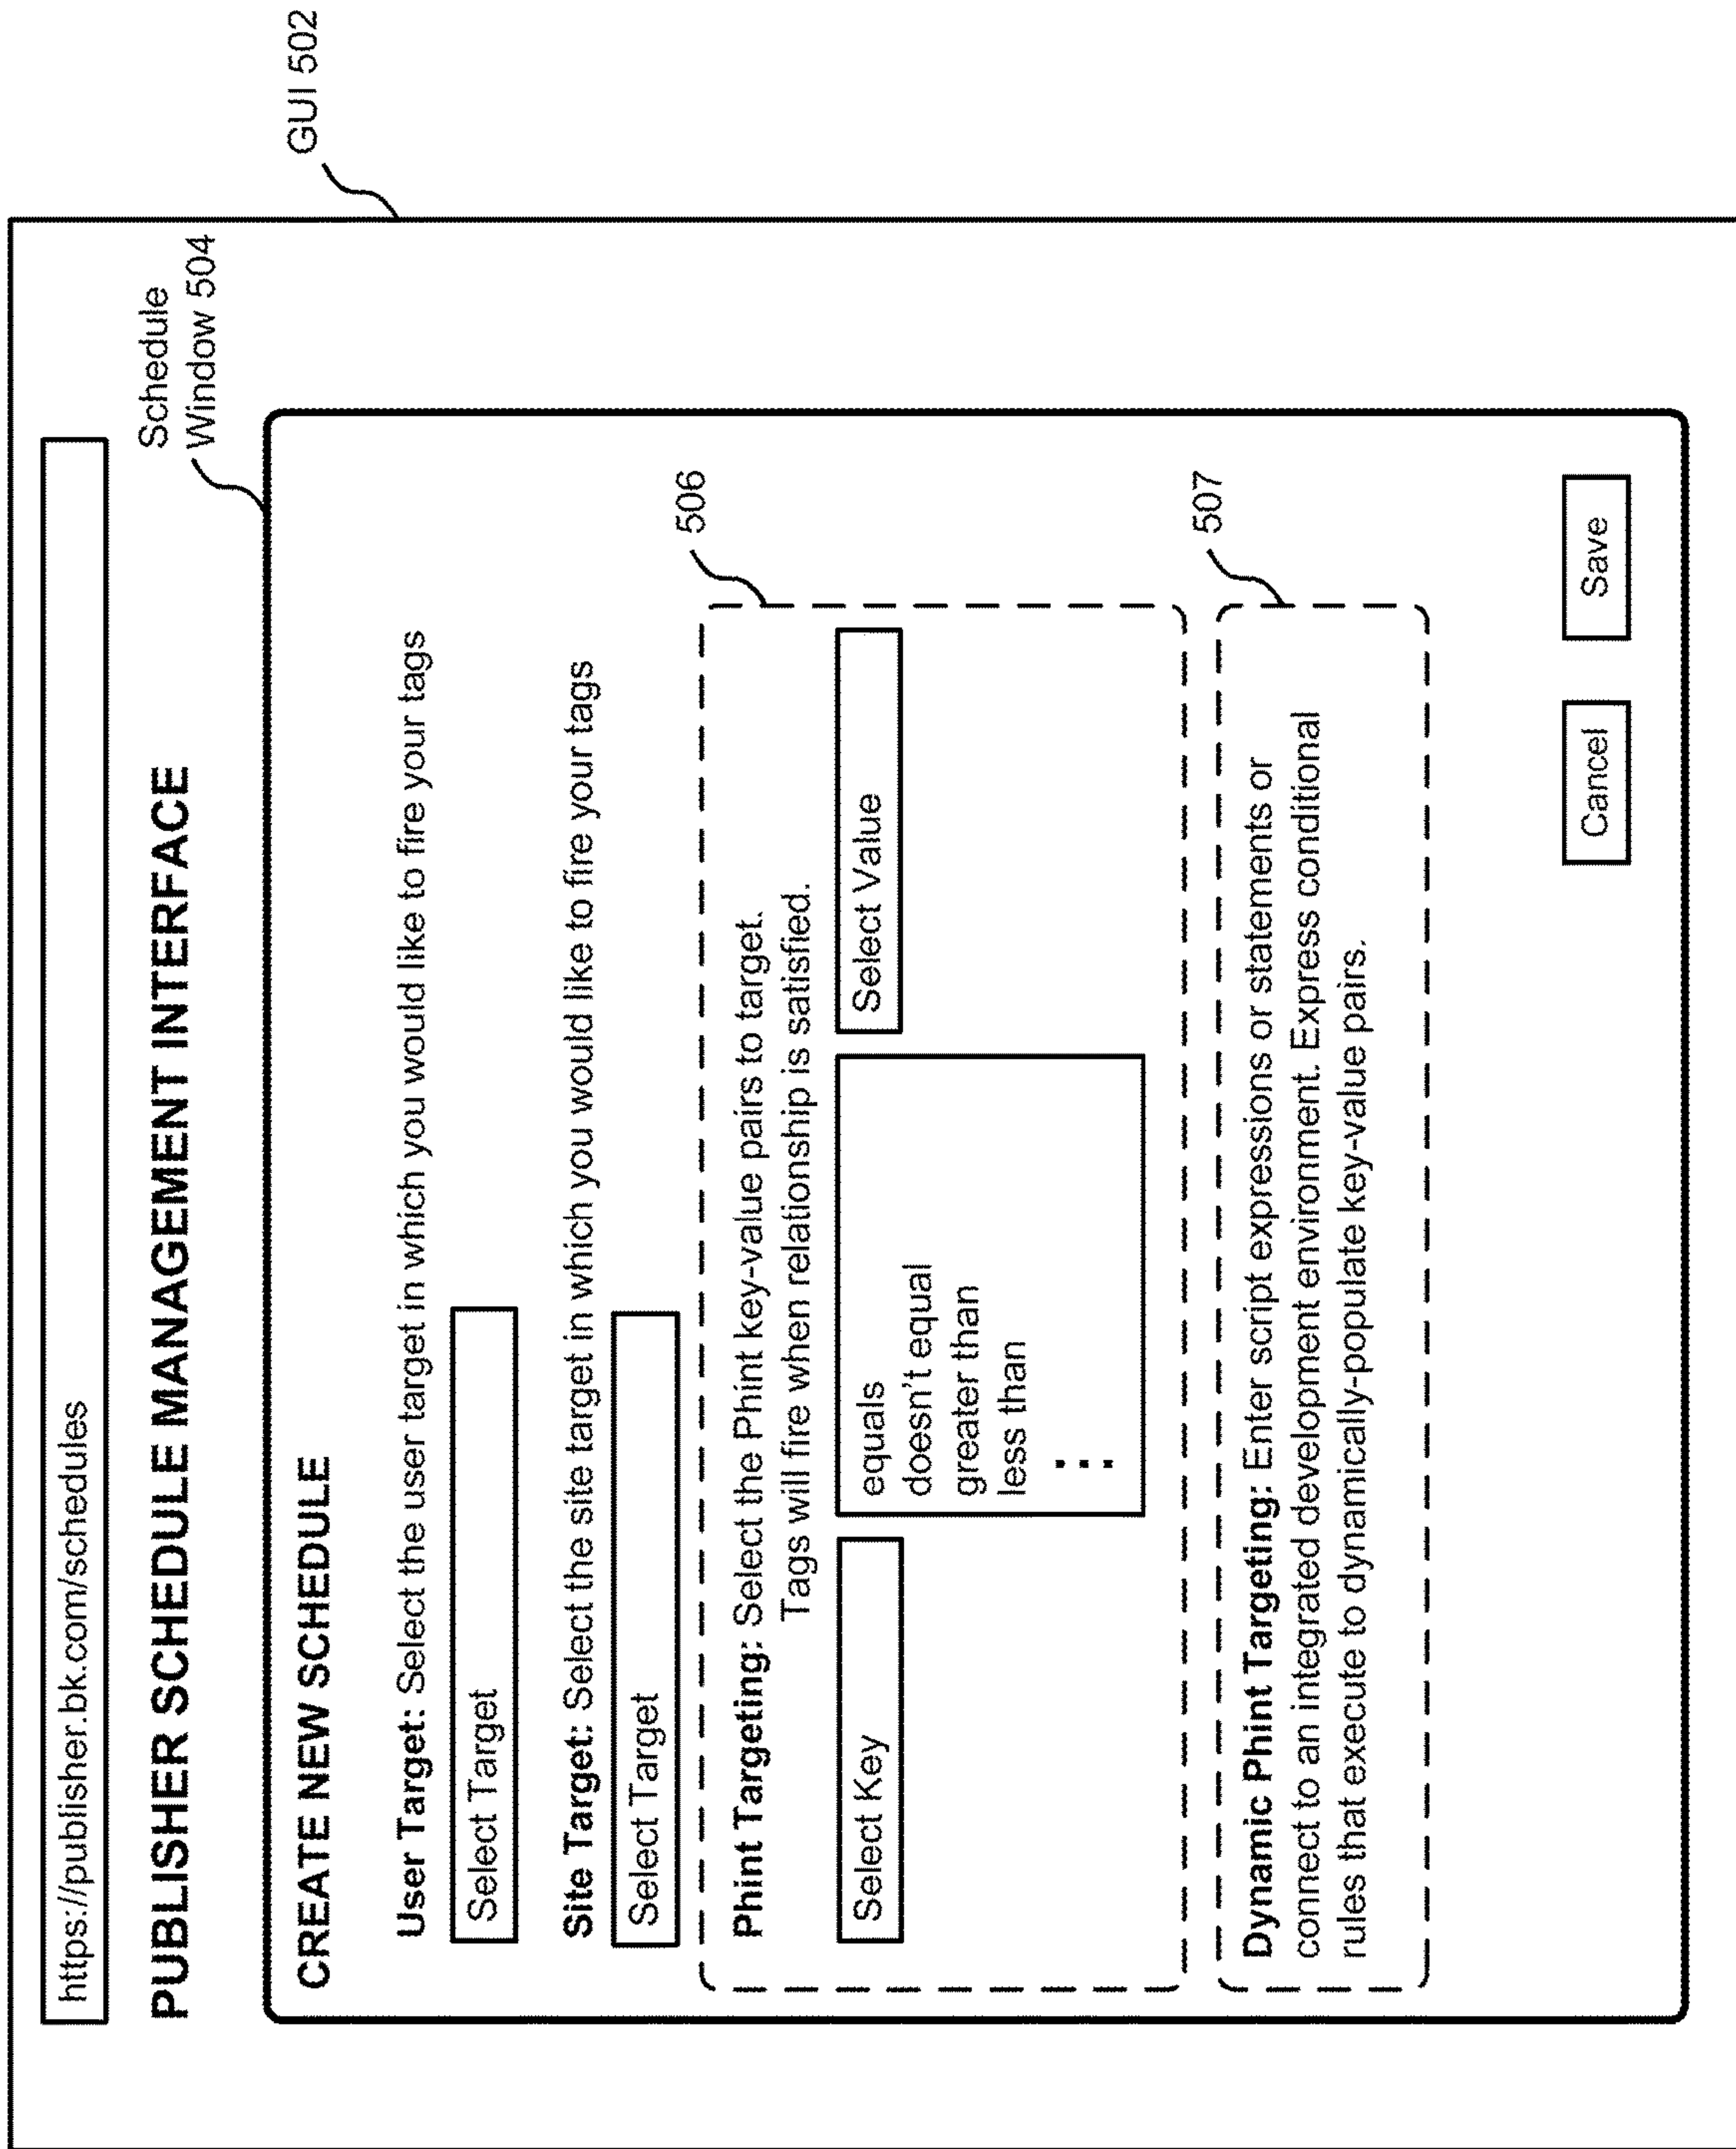 https://publisher.bk.com/schedules
PUBLISHER SCHEDULE MANAGEMENT INTERFACE
Schedule
Window 504
GUI 502
CREATE NEW SCHEDULE
User Target: Select the user target in which you would like to fire your tags
Select Target
Site Target: Select the site target in which you would like to fire your tags
Select Target
506
Phint Targeting: Select the Phint key-value pairs to target.
Tags will fire when relationship is satisfied.
Select Key
equals
doesn't equal
greater than
less than
⋮
Select Value
507
Dynamic Phint Targeting: Enter script expressions or statements or
connect to an integrated development environment. Express conditional
rules that execute to dynamically-populate key-value pairs.
Cancel
Save